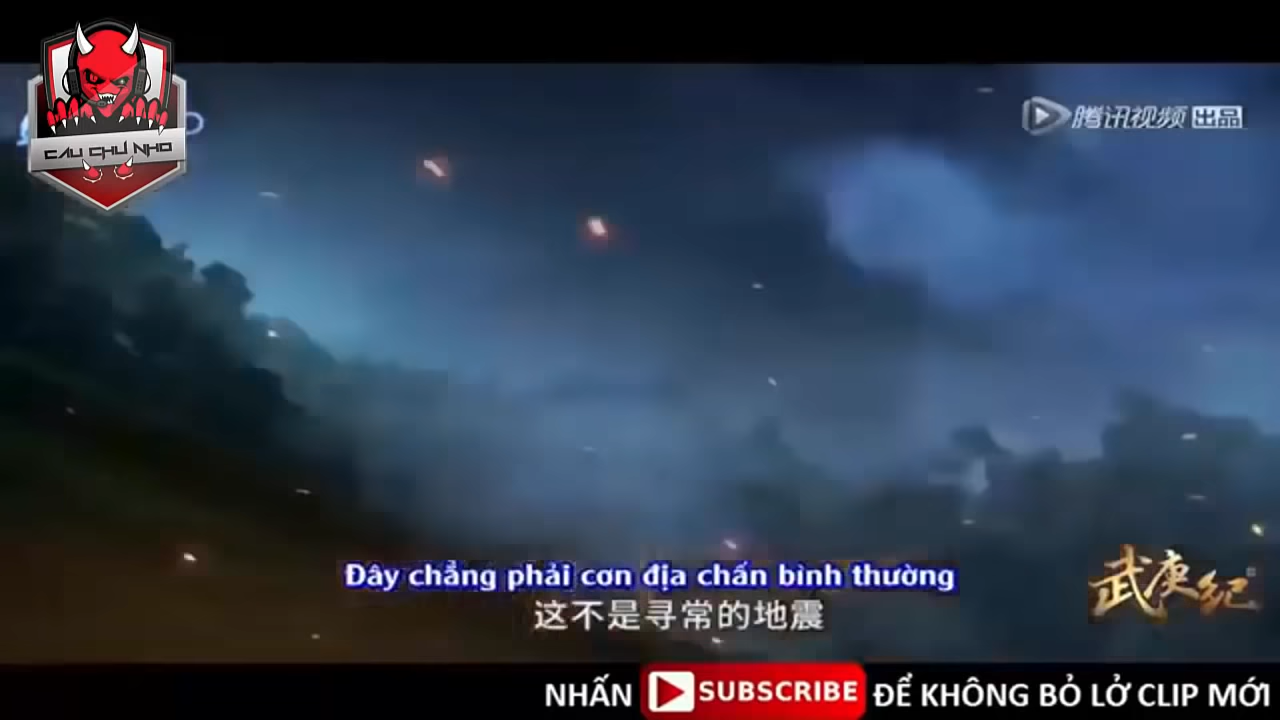 CAU CHÚ NHO
腾讯视频 出品
Đây chẳng phải cơn địa chấn bình thường
这不是寻常的地震
武庚纪
NHẤN SUBSCRIBE ĐỂ KHÔNG BỎ LỞ CLIP MỚI